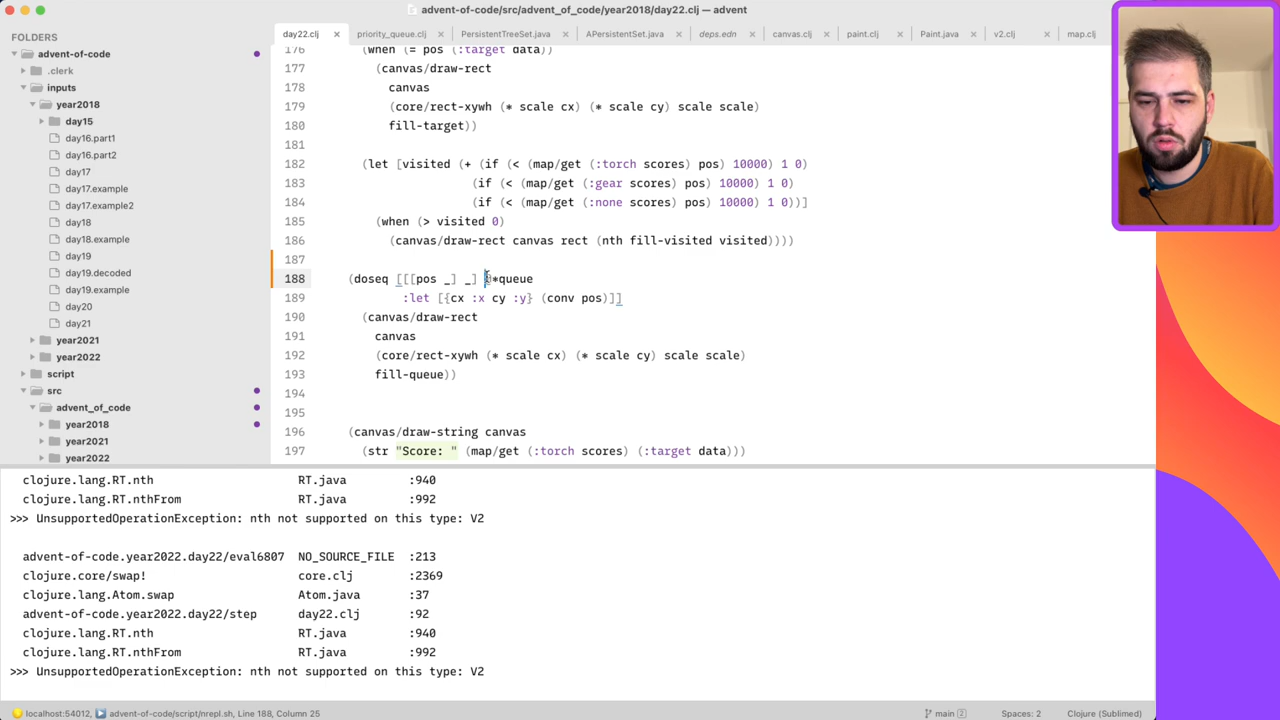 advent-of-code/src/advent_of_code/year2018/day22.clj — advent
FOLDERS
advent-of-code
.clerk
inputs
year2018
day15
day16.part1
day16.part2
day17
day17.example
day17.example2
day18
day18.example
day19
day19.decoded
day19.example
day20
day21
year2021
year2022
script
src
advent_of_code
year2018
year2021
year2022
day22.clj
priority_queue.clj
PersistentTreeSet.java
APersistentSet.java
deps.edn
canvas.clj
paint.clj
Paint.java
v2.clj
map.clj
176 (when (= pos (:target data))
177 (canvas/draw-rect
178 canvas
179 (core/rect-xywh (* scale cx) (* scale cy) scale scale)
180 fill-target))
181
182 (let [visited (+ (if (< (map/get (:torch scores) pos) 10000) 1 0)
183 (if (< (map/get (:gear scores) pos) 10000) 1 0)
184 (if (< (map/get (:none scores) pos) 10000) 1 0))]
185 (when (> visited 0)
186 (canvas/draw-rect canvas rect (nth fill-visited visited))))
187
188 (doseq [[[pos _] _] @*queue
189 :let [{cx :x cy :y} (conv pos)]]
190 (canvas/draw-rect
191 canvas
192 (core/rect-xywh (* scale cx) (* scale cy) scale scale)
193 fill-queue))
194
195
196 (canvas/draw-string canvas
197 (str "Score: " (map/get (:torch scores) (:target data)))
clojure.lang.RT.nth RT.java :940
clojure.lang.RT.nthFrom RT.java :992
>>> UnsupportedOperationException: nth not supported on this type: V2
advent-of-code.year2022.day22/eval6807 NO_SOURCE_FILE :213
clojure.core/swap! core.clj :2369
clojure.lang.Atom.swap Atom.java :37
advent-of-code.year2022.day22/step day22.clj :92
clojure.lang.RT.nth RT.java :940
clojure.lang.RT.nthFrom RT.java :992
>>> UnsupportedOperationException: nth not supported on this type: V2
localhost:54012, advent-of-code/script/nrepl.sh, Line 188, Column 25
main 2
Spaces: 2
Clojure (Sublimed)